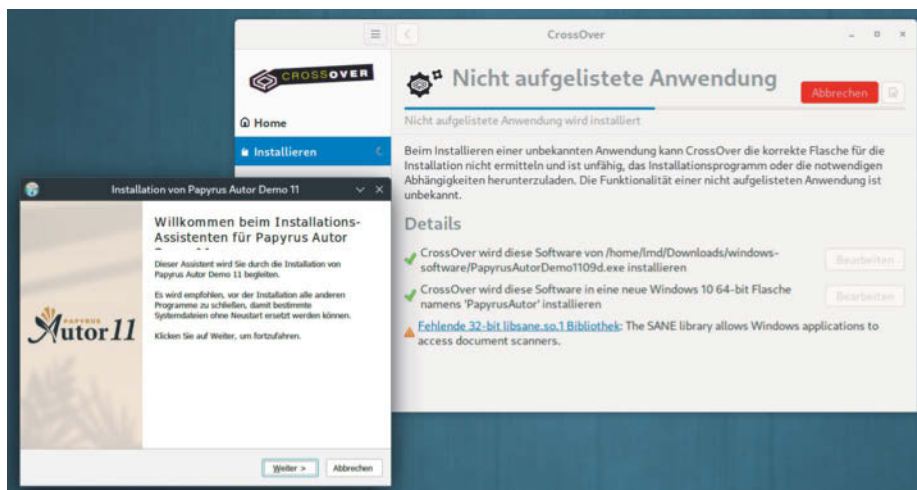 CrossOver
CROSSOVER
Nicht aufgelistete Anwendung
Abbrechen
Home
Nicht aufgelistete Anwendung wird installiert
Installieren
Beim Installieren einer unbekannten Anwendung kann CrossOver die korrekte Flasche für die
Installation nicht ermitteln und ist unfähig, das Installationsprogramm oder die notwendigen
Abhängigkeiten herunterzuladen. Die Funktionalität einer nicht aufgelisteten Anwendung ist
unbekannt.
Details
CrossOver wird diese Software von /home/lmd/Downloads/windows-
software/PapyrusAutorDemo1109d.exe installieren
Bearbeiten
CrossOver wird diese Software in eine neue Windows 10 64-bit Flasche
namens 'PapyrusAutor' installieren
Bearbeiten
Fehlende 32-bit libsane.so.1 Bibliothek: The SANE library allows Windows applications to
access document scanners.
Installation von Papyrus Autor Demo 11
Willkommen beim Installations-
Assistenten für Papyrus Autor
Dieser Assistent wird Sie durch die Installation von
Papyrus Autor Demo 11 begleiten.
Es wird empfohlen, vor der Installation alle anderen
Programme zu schließen, damit bestimmte
Systemdateien ohne Neustart ersetzt werden können.
Klicken Sie auf Weiter, um fortzufahren.
PAPYRUS
Autor 11
Weiter >
Abbrechen